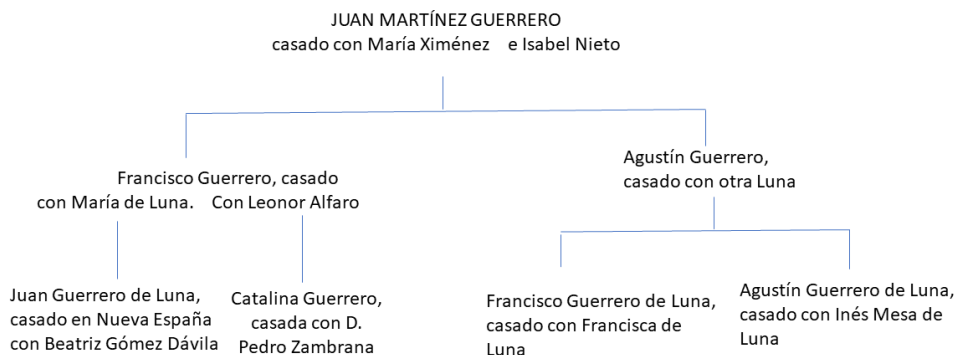 JUAN MARTÍNEZ GUERRERO
casado con María Ximénez e Isabel Nieto
Francisco Guerrero, casado
con María de Luna. Con Leonor Alfaro
Agustín Guerrero,
casado con otra Luna
Juan Guerrero de Luna,
casado en Nueva España
con Beatriz Gómez Dávila
Catalina Guerrero,
casada con D.
Pedro Zambrana
Francisco Guerrero de Luna,
casado con Francisca de
Luna
Agustín Guerrero de Luna,
casado con Inés Mesa de
Luna